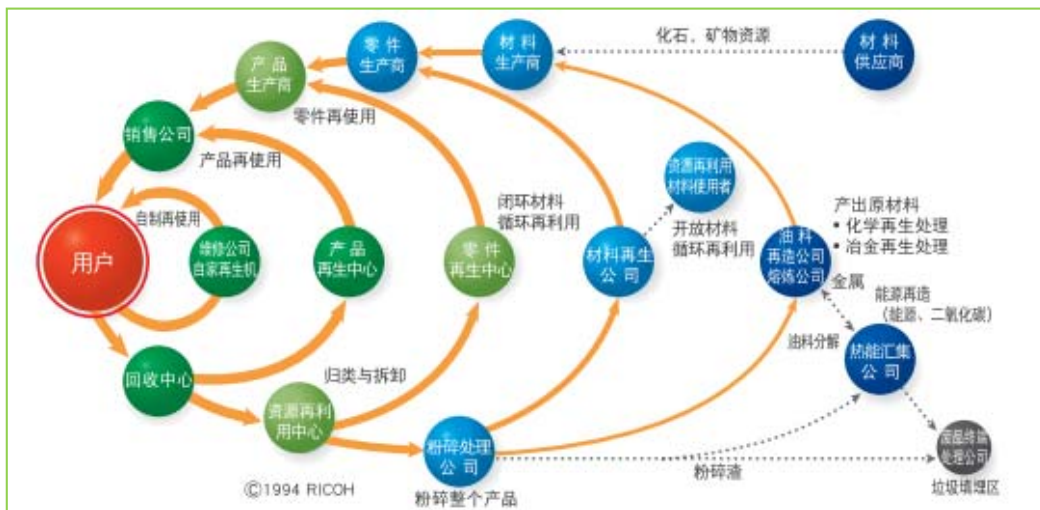 化石、矿物资源
材 料
供应商
材 料
生产商
零 件
生产商
产 品
生产商
零件再使用
销售公司
产品再使用
自制再使用
用户
维修公司
自家再生机
产 品
再生中心
闭环材料
循环再利用
零 件
再生中心
资源再利用
材料使用者
开放材料
循环再利用
材料再生
公 司
产出原材料
• 化学再生处理
• 冶金再生处理
油 料
再造公司
熔炼公司
金属
能源再造
（能源、二氧化碳）
油料分解
热能汇集
公 司
回收中心
归类与拆卸
资源再利
用中心
粉碎处理
公 司
粉碎整个产品
粉碎渣
废品终端
处理公司
垃圾填埋区
©1994 RICOH